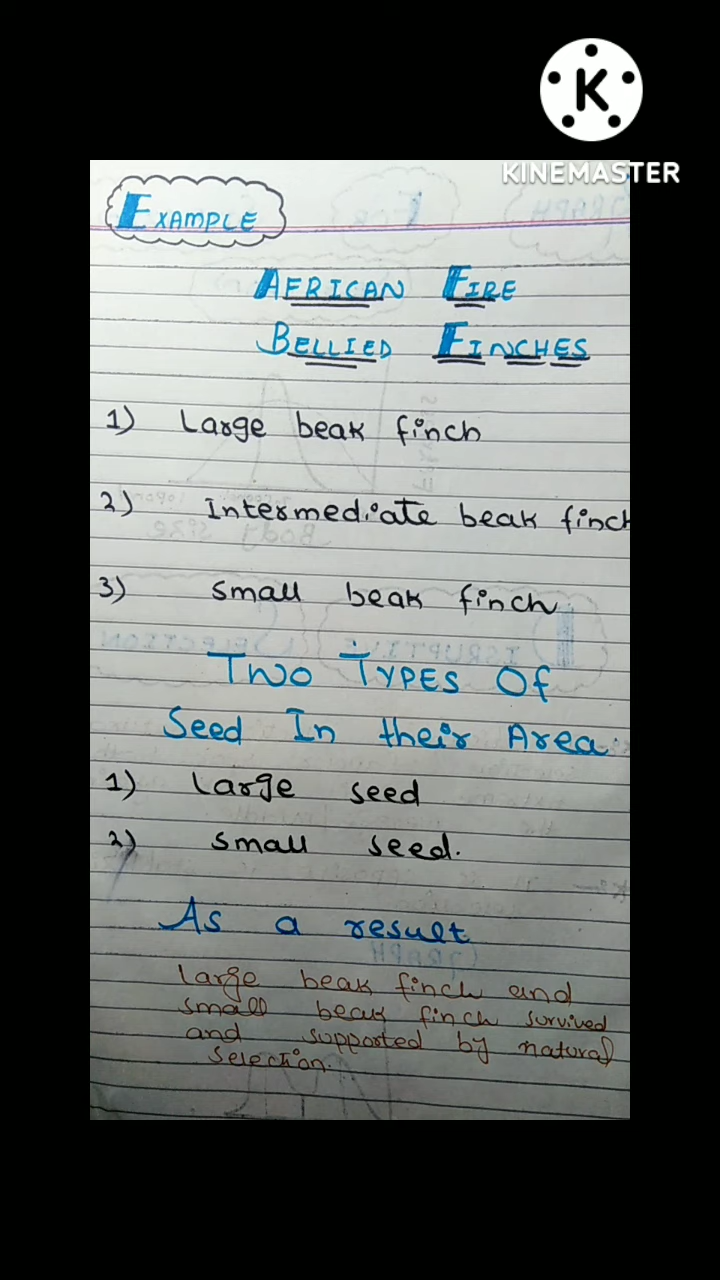 K
KINEMASTER
EXAMPLE
AFRICAN FIRE
BELLIED FINCHES
1) Large beak finch
2) Intermediate beak finch
3) small beak finch
TWO TYPES Of
Seed In their Area
1) large seed
2) small seed.
As a result
large beak finch and
small beak finch survived
and supported by natural
selection.